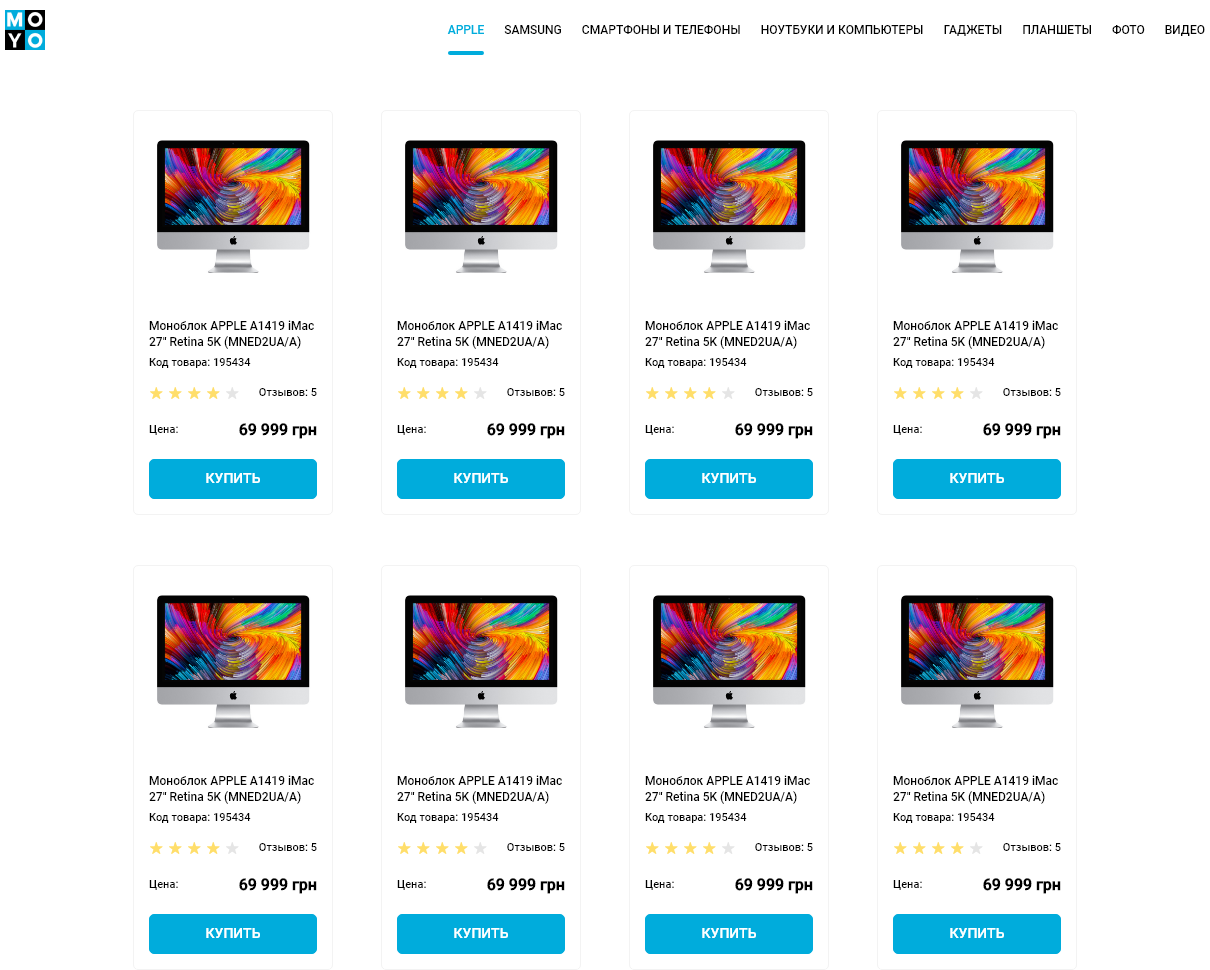 MO
YO
APPLE SAMSUNG СМАРТФОНЫ И ТЕЛЕФОНЫ НОУТБУКИ И КОМПЬЮТЕРЫ ГАДЖЕТЫ ПЛАНШЕТЫ ФОТО ВИДЕО
Моноблок APPLE A1419 iMac
27" Retina 5K (MNED2UA/A)
Код товара: 195434
Отзывов: 5
Цена: 69 999 грн
КУПИТЬ
Моноблок APPLE A1419 iMac
27" Retina 5K (MNED2UA/A)
Код товара: 195434
Отзывов: 5
Цена: 69 999 грн
КУПИТЬ
Моноблок APPLE A1419 iMac
27" Retina 5K (MNED2UA/A)
Код товара: 195434
Отзывов: 5
Цена: 69 999 грн
КУПИТЬ
Моноблок APPLE A1419 iMac
27" Retina 5K (MNED2UA/A)
Код товара: 195434
Отзывов: 5
Цена: 69 999 грн
КУПИТЬ
Моноблок APPLE A1419 iMac
27" Retina 5K (MNED2UA/A)
Код товара: 195434
Отзывов: 5
Цена: 69 999 грн
КУПИТЬ
Моноблок APPLE A1419 iMac
27" Retina 5K (MNED2UA/A)
Код товара: 195434
Отзывов: 5
Цена: 69 999 грн
КУПИТЬ
Моноблок APPLE A1419 iMac
27" Retina 5K (MNED2UA/A)
Код товара: 195434
Отзывов: 5
Цена: 69 999 грн
КУПИТЬ
Моноблок APPLE A1419 iMac
27" Retina 5K (MNED2UA/A)
Код товара: 195434
Отзывов: 5
Цена: 69 999 грн
КУПИТЬ